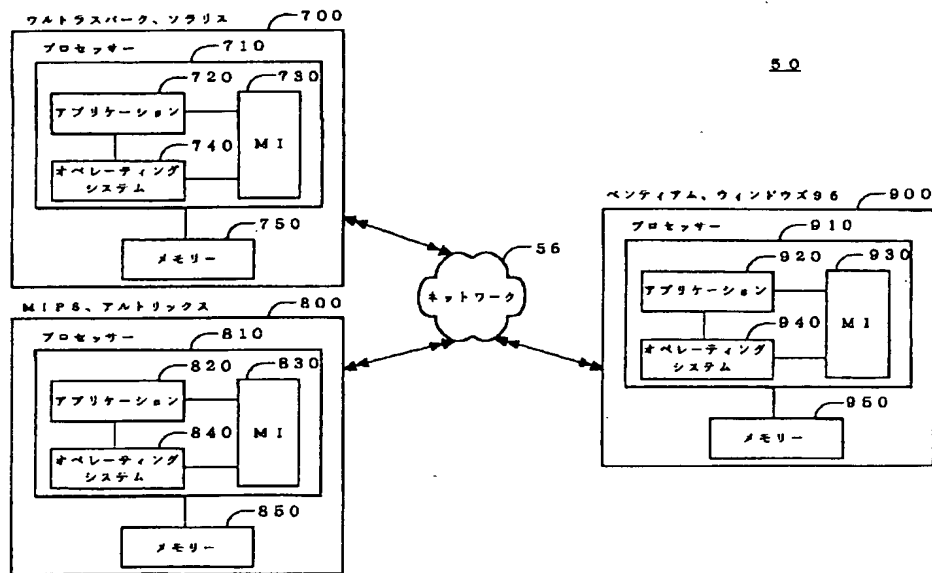 ウルトラスパーク、ソラリス 700
プロセッサー 710
720 730
アプリケーション
MI
740
オペレーティング
システム
750
メモリー
MIPS、アルトリックス 800
プロセッサー 810
820 830
アプリケーション
MI
840
オペレーティング
システム
850
メモリー
50
56
ネットワーク
ペンティアム、ウィンドウズ95 900
プロセッサー 910
920 930
アプリケーション
MI
940
オペレーティング
システム
950
メモリー